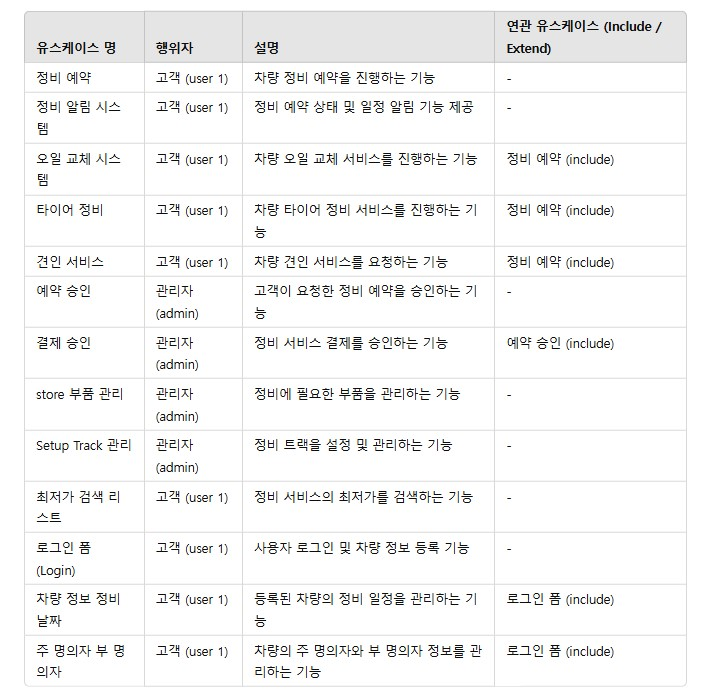 유스케이스 명 행위자 설명 연관 유스케이스 (Include / Extend)
정비 예약 고객 (user 1) 차량 정비 예약을 진행하는 기능 -
정비 알림 시스템 고객 (user 1) 정비 예약 상태 및 일정 알림 기능 제공 -
오일 교체 시스템 고객 (user 1) 차량 오일 교체 서비스를 진행하는 기능 정비 예약 (include)
타이어 정비 고객 (user 1) 차량 타이어 정비 서비스를 진행하는 기능 정비 예약 (include)
견인 서비스 고객 (user 1) 차량 견인 서비스를 요청하는 기능 정비 예약 (include)
예약 승인 관리자 (admin) 고객이 요청한 정비 예약을 승인하는 기능 -
결제 승인 관리자 (admin) 정비 서비스 결제를 승인하는 기능 예약 승인 (include)
store 부품 관리 관리자 (admin) 정비에 필요한 부품을 관리하는 기능 -
Setup Track 관리 관리자 (admin) 정비 트랙을 설정 및 관리하는 기능 -
최저가 검색 리스트 고객 (user 1) 정비 서비스의 최저가를 검색하는 기능 -
로그인 폼 (Login) 고객 (user 1) 사용자 로그인 및 차량 정보 등록 기능 -
차량 정보 정비 날짜 고객 (user 1) 등록된 차량의 정비 일정을 관리하는 기능 로그인 폼 (include)
주 명의자 부 명의자 고객 (user 1) 차량의 주 명의자와 부 명의자 정보를 관리하는 기능 로그인 폼 (include)